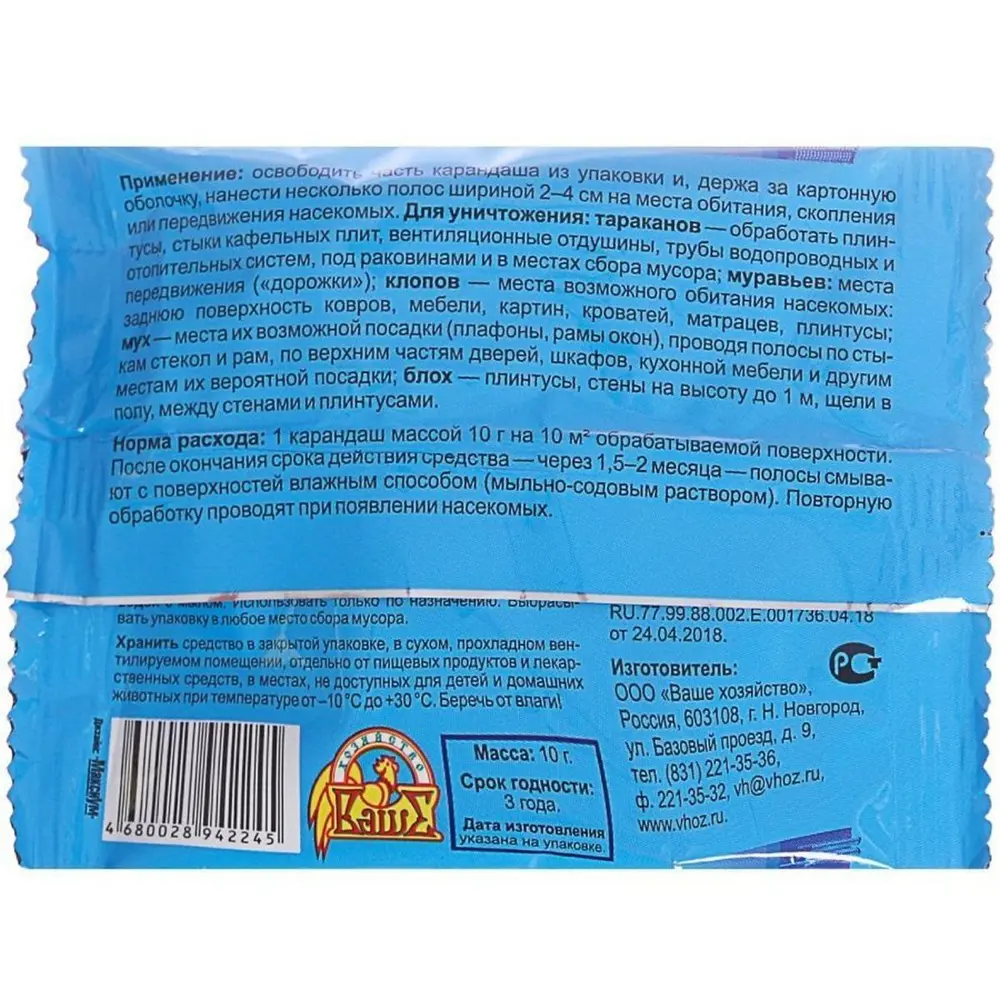 Применение: освободить часть карандаша из упаковки и, держа за картонную
оболочку, нанести несколько полос шириной 2–4 см на места обитания, скопления
или передвижения насекомых. Для уничтожения: тараканов — обработать плин-
тусы, стыки кафельных плит, вентиляционные отдушины, трубы водопроводных и
отопительных систем, под раковинами и в местах сбора мусора; муравьев: места
передвижения («дорожки»); клопов — места возможного обитания насекомых:
заднюю поверхность ковров, мебели, картин, кроватей, матрацев, плинтусы;
мух — места их возможной посадки (плафоны, рамы окон), проводя полосы по сты-
кам стекол и рам, по верхним частям дверей, шкафов, кухонной мебели и другим
местам их вероятной посадки; блох — плинтусы, стены на высоту до 1 м, щели в
полу, между стенами и плинтусами.
Норма расхода: 1 карандаш массой 10 г на 10 м² обрабатываемой поверхности.
После окончания срока действия средства — через 1,5–2 месяца — полосы смыва-
ют с поверхностей влажным способом (мыльно-содовым раствором). Повторную
обработку проводят при появлении насекомых.
водой с мылом. Использовать только по назначению. Выбрасы-
вать упаковку в любое место сбора мусора.
Хранить средство в закрытой упаковке, в сухом, прохладном вен-
тилируемом помещении, отдельно от пищевых продуктов и лекар-
ственных средств, в местах, не доступных для детей и домашних
животных при температуре от –10 °С до +30 °С. Беречь от влаги!
RU.77.99.88.002.Е.001736.04.18
от 24.04.2018.
Изготовитель:
ООО «Ваше хозяйство»,
Россия, 603108, г. Н. Новгород,
ул. Базовый проезд, д. 9,
тел. (831) 221-35-36,
ф. 221-35-32, vh@vhoz.ru,
www.vhoz.ru
РСТ
Дизайн: «Максиум»
4 680028 942245
ХОЗЯЙСТВО
ВАШЕ
Масса: 10 г.
Срок годности:
3 года.
Дата изготовления
указана на упаковке.